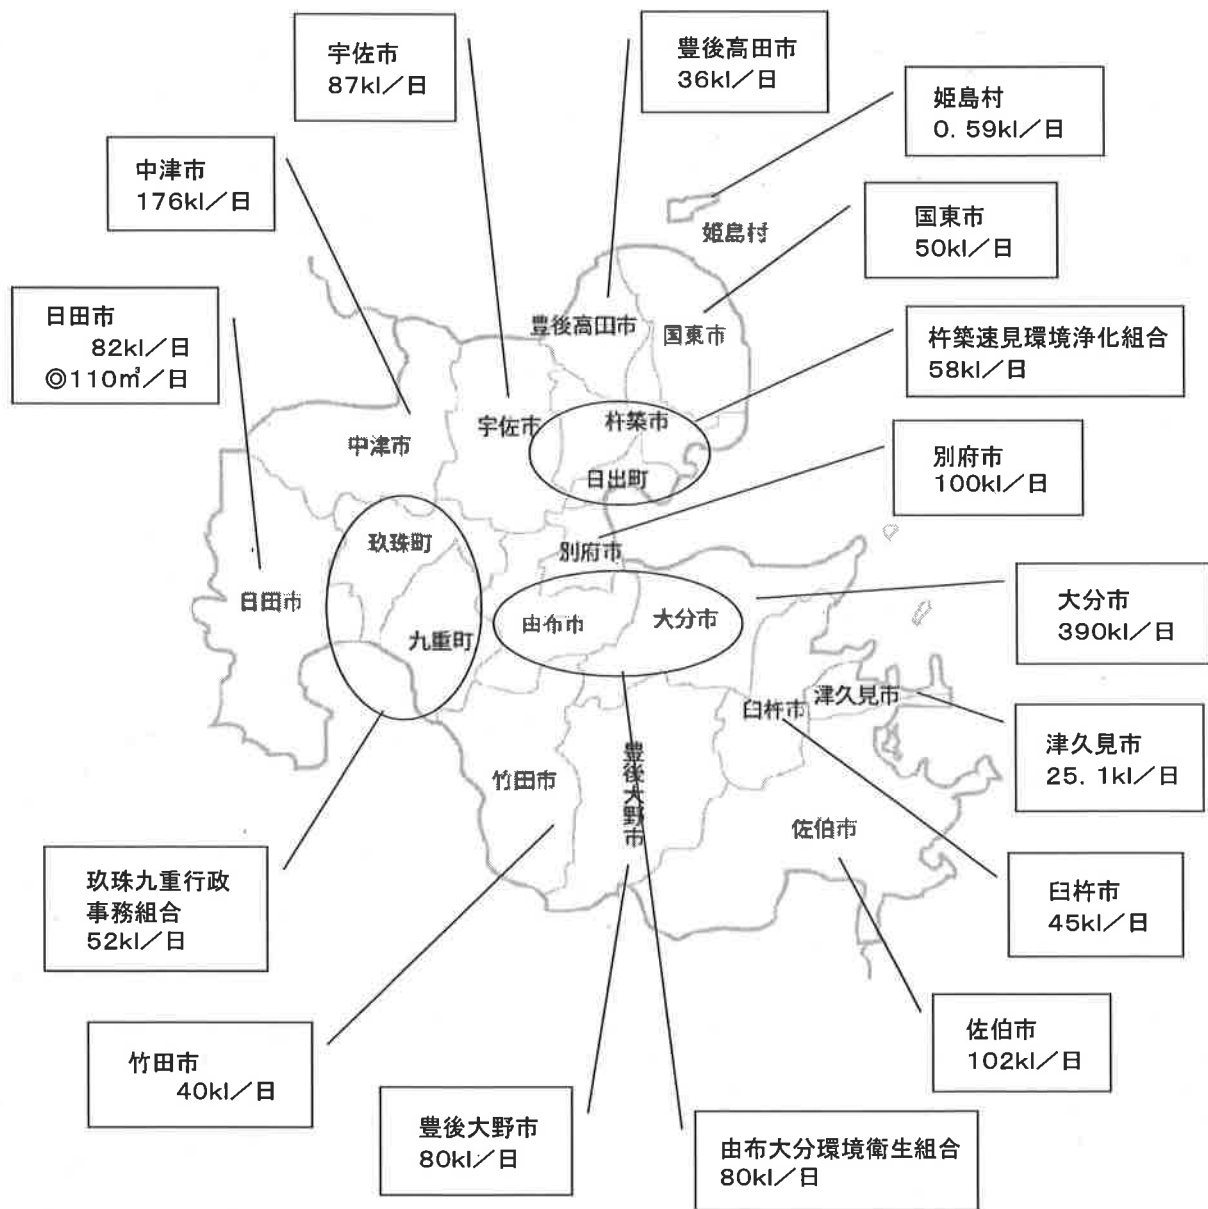 宇佐市
87kl／日
豊後高田市
36kl／日
姫島村
0．59kl／日
中津市
176kl／日
国東市
50kl／日
日田市
82kl／日
◎110㎥／日
杵築速見環境浄化組合
58kl／日
別府市
100kl／日
大分市
390kl／日
津久見市
25．1kl／日
臼杵市
45kl／日
佐伯市
102kl／日
玖珠九重行政
事務組合
52kl／日
竹田市
40kl／日
豊後大野市
80kl／日
由布大分環境衛生組合
80kl／日
姫島村
豊後高田市
国東市
宇佐市
杵築市
中津市
日出町
玖珠町
別府市
日田市
由布市
大分市
九重町
津久見市
臼杵市
竹田市
豊後大野市
佐伯市